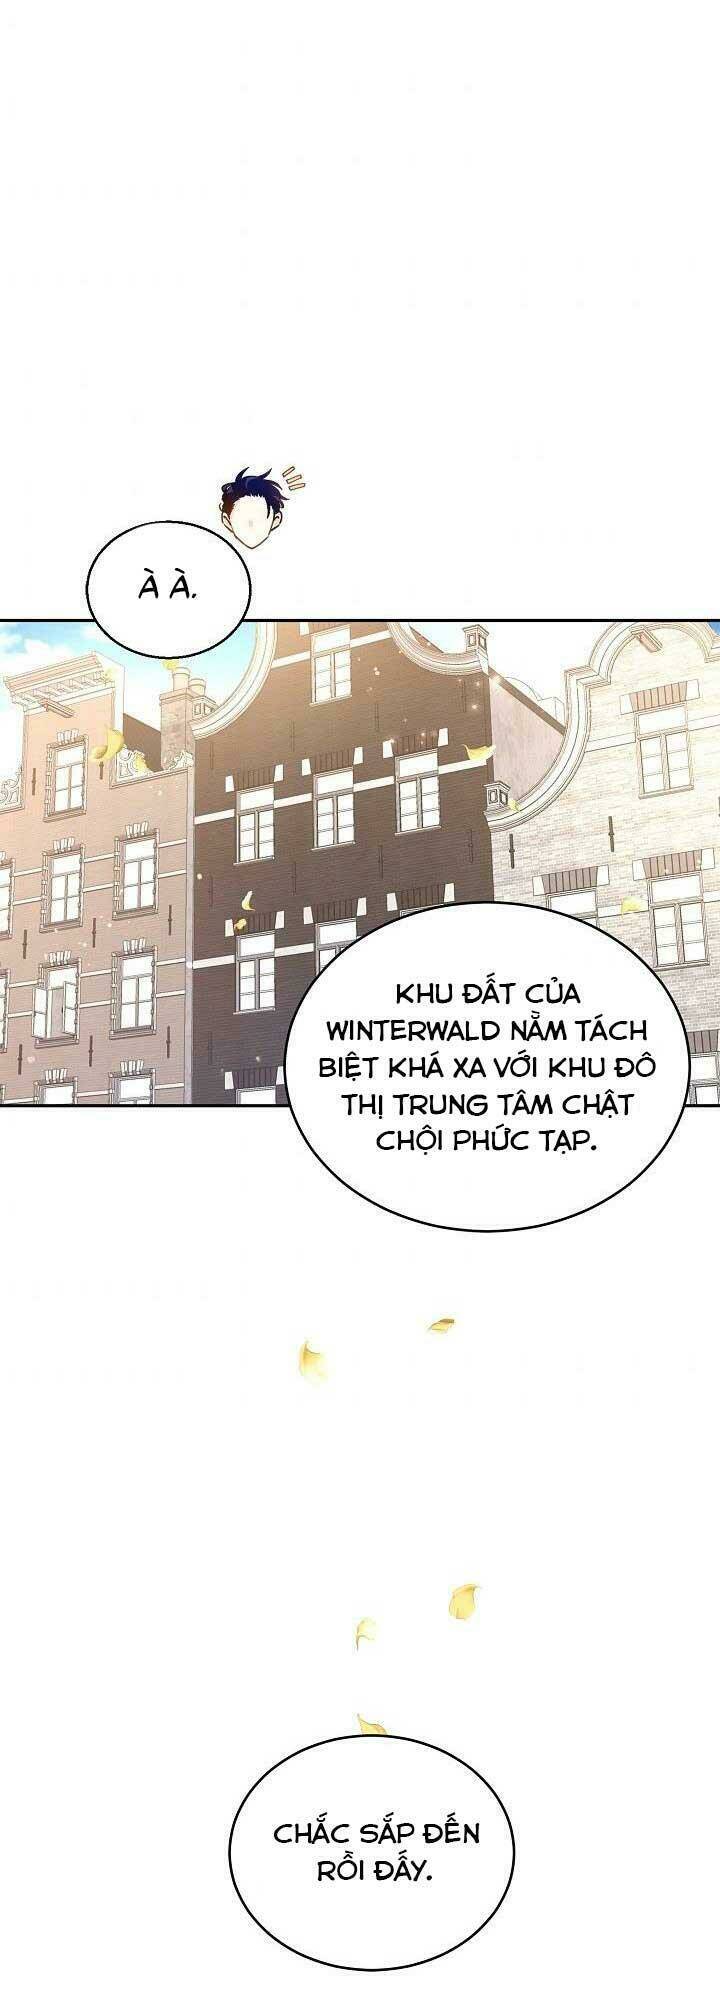 À À.
KHU ĐẤT CỦA
WINTERWALD NẰM TÁCH
BIỆT KHÁ XA VỚI KHU ĐÔ
THỊ TRUNG TÂM CHẬT
CHỘI PHỨC TẠP.
CHẮC SẮP ĐẾN
RỒI ĐẤY.